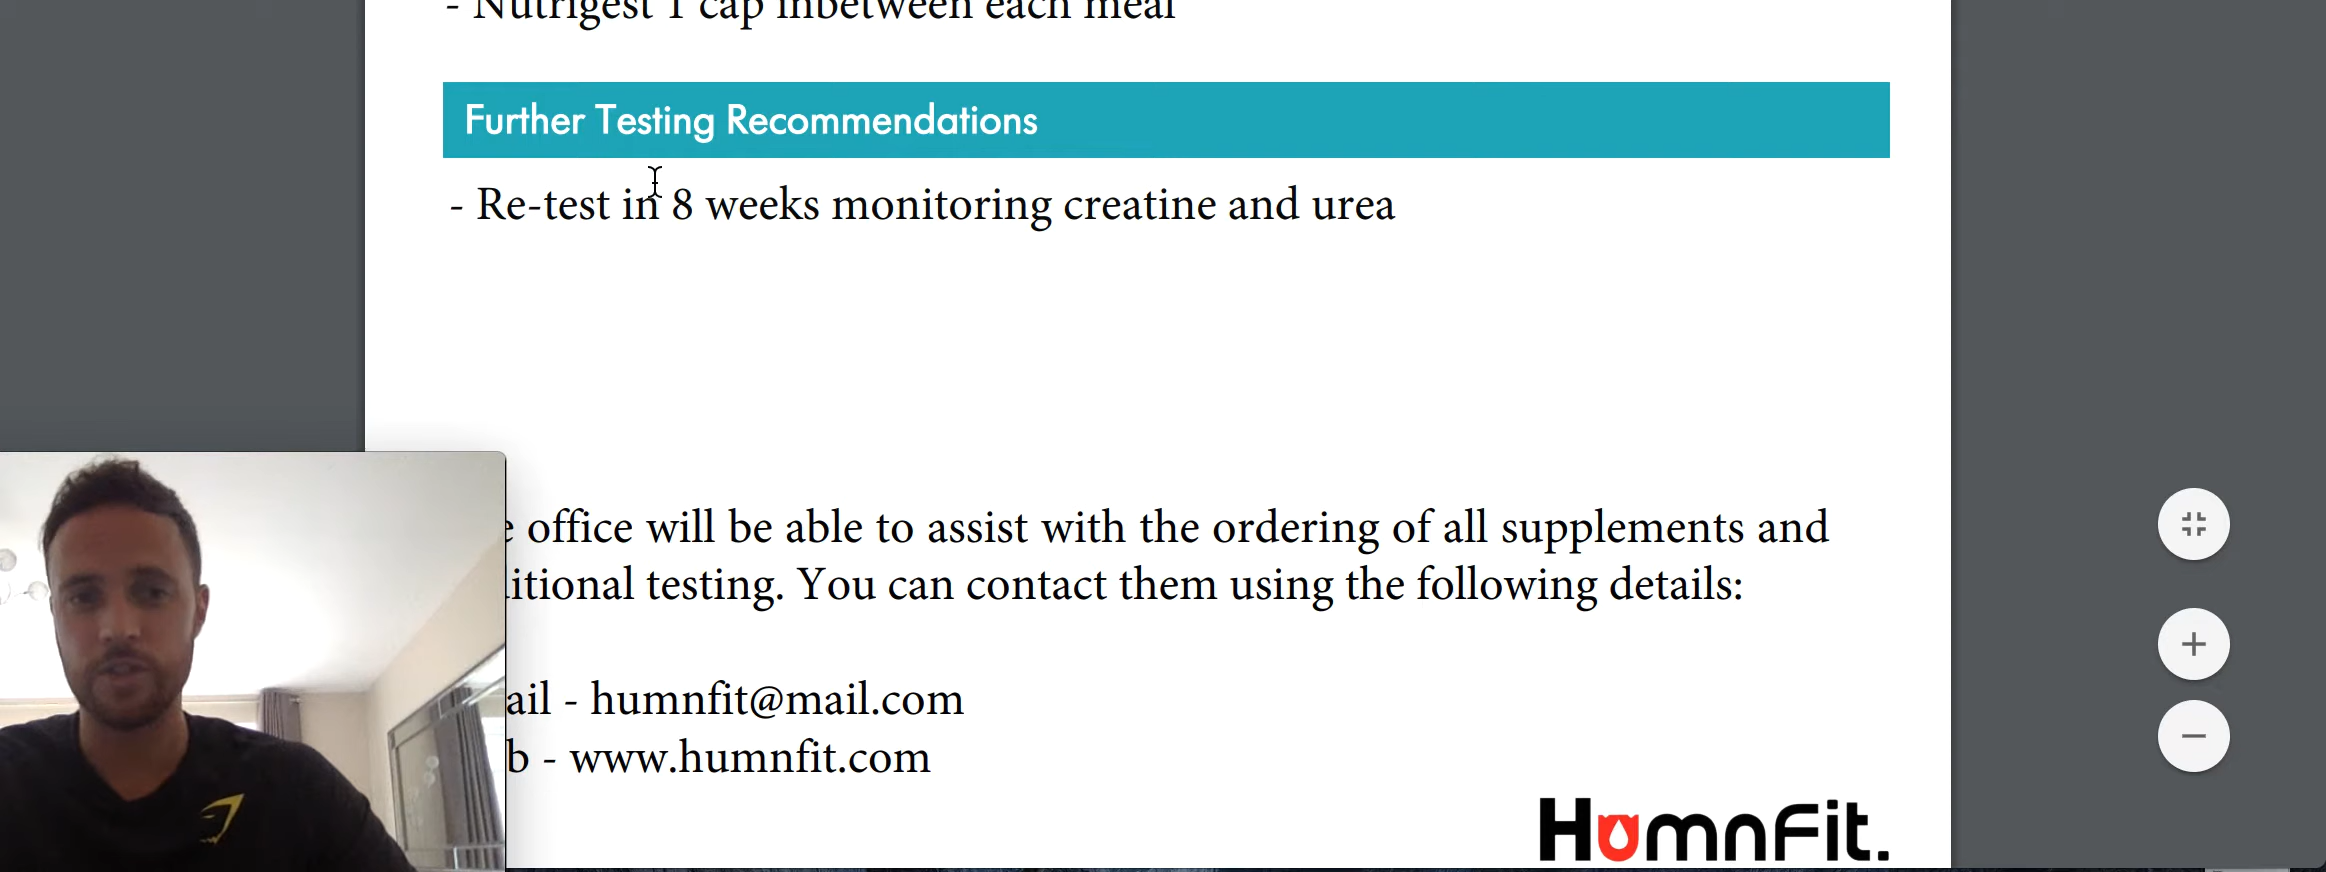 - Nutrigest 1 cap inbetween each meal
Further Testing Recommendations
- Re-test in 8 weeks monitoring creatine and urea
e office will be able to assist with the ordering of all supplements and
itional testing. You can contact them using the following details:
ail - humnfit@mail.com
b - www.humnfit.com
HumnFit.